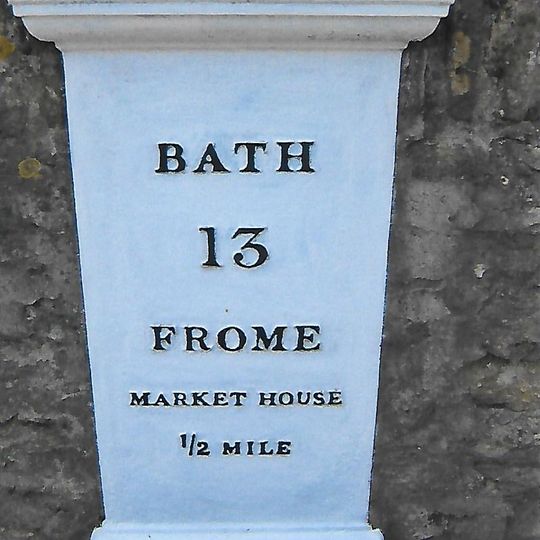 BATH
13
FROME
MARKET HOUSE
1/2 MILE